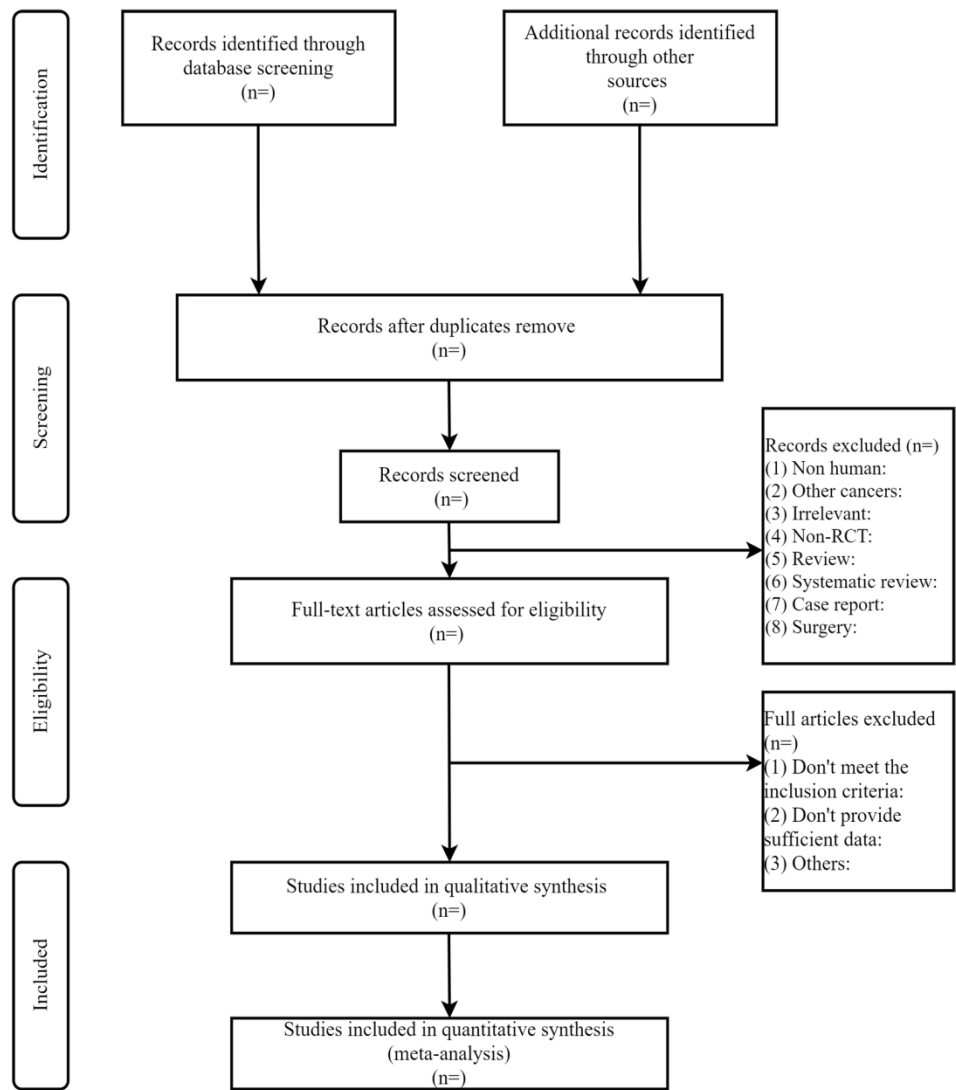 Identification
Records identified through
database screening
(n=)
Additional records identified
through other
sources
(n=)
Screening
Records after duplicates remove
(n=)
Records screened
(n=)
Records excluded (n=)
(1) Non human:
(2) Other cancers:
(3) Irrelevant:
(4) Non-RCT:
(5) Review:
(6) Systematic review:
(7) Case report:
(8) Surgery:
Eligibility
Full-text articles assessed for eligibility
(n=)
Full articles excluded
(n=)
(1) Don't meet the
inclusion criteria:
(2) Don't provide
sufficient data:
(3) Others:
Included
Studies included in qualitative synthesis
(n=)
Studies included in quantitative synthesis
(meta-analysis)
(n=)